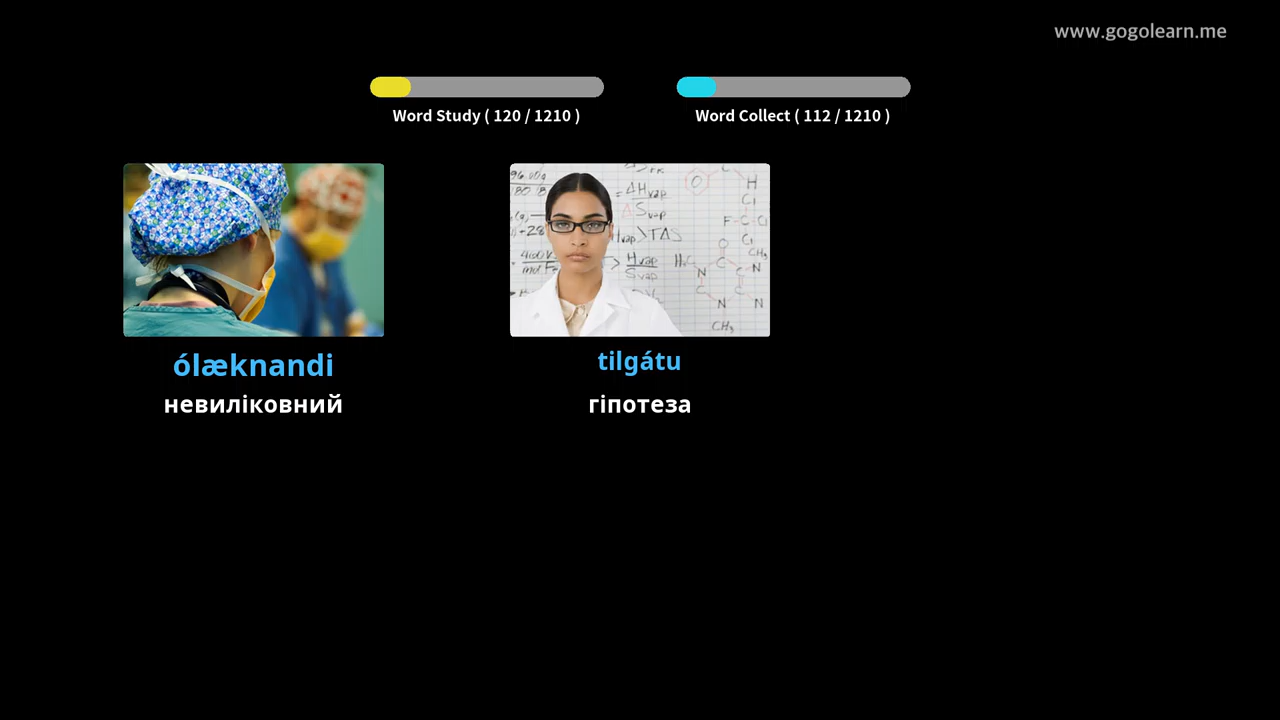 www.gogolearn.me
Word Study ( 120 / 1210 )
Word Collect ( 112 / 1210 )
ólæknandi
невиліковний
tilgátu
гіпотеза